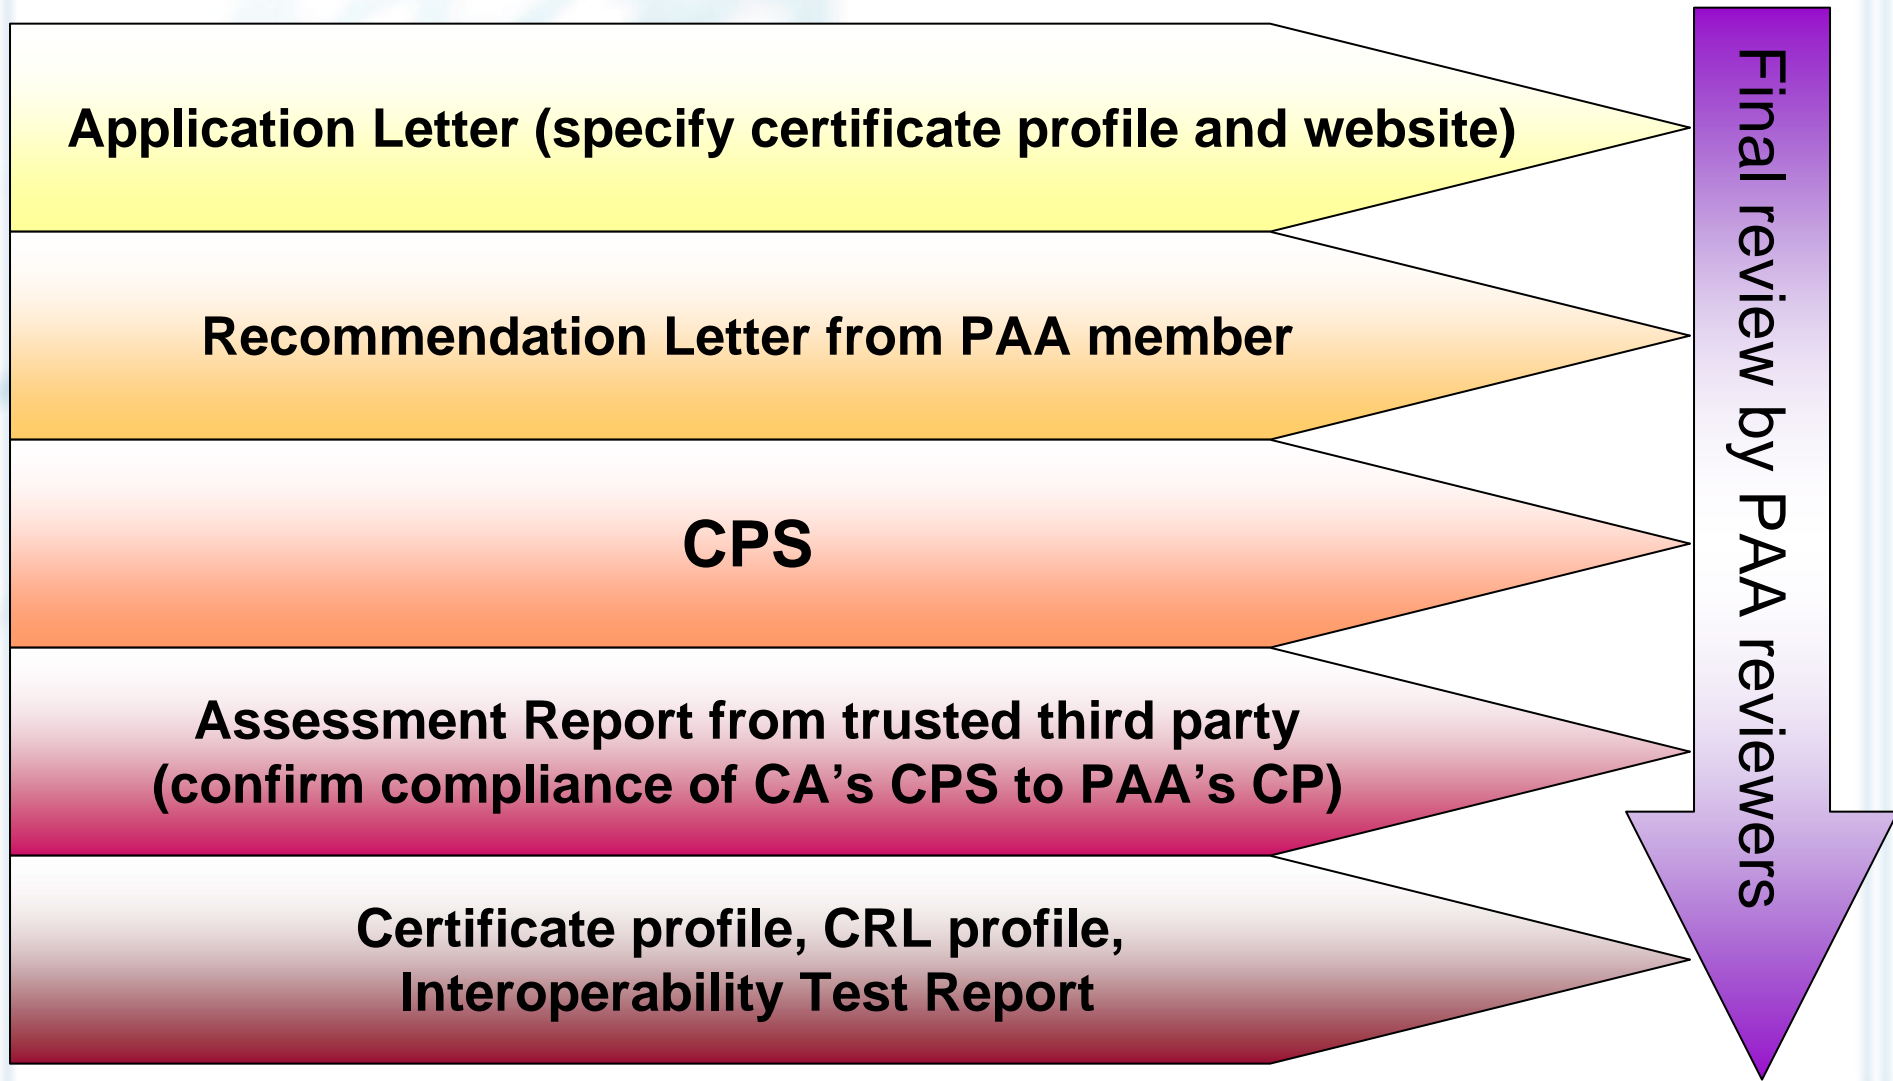 Application Letter (specify certificate profile and website)
Recommendation Letter from PAA member
CPS
Assessment Report from trusted third party
(confirm compliance of CA’s CPS to PAA’s CP)
Certificate profile, CRL profile,
Interoperability Test Report
Final review by PAA reviewers